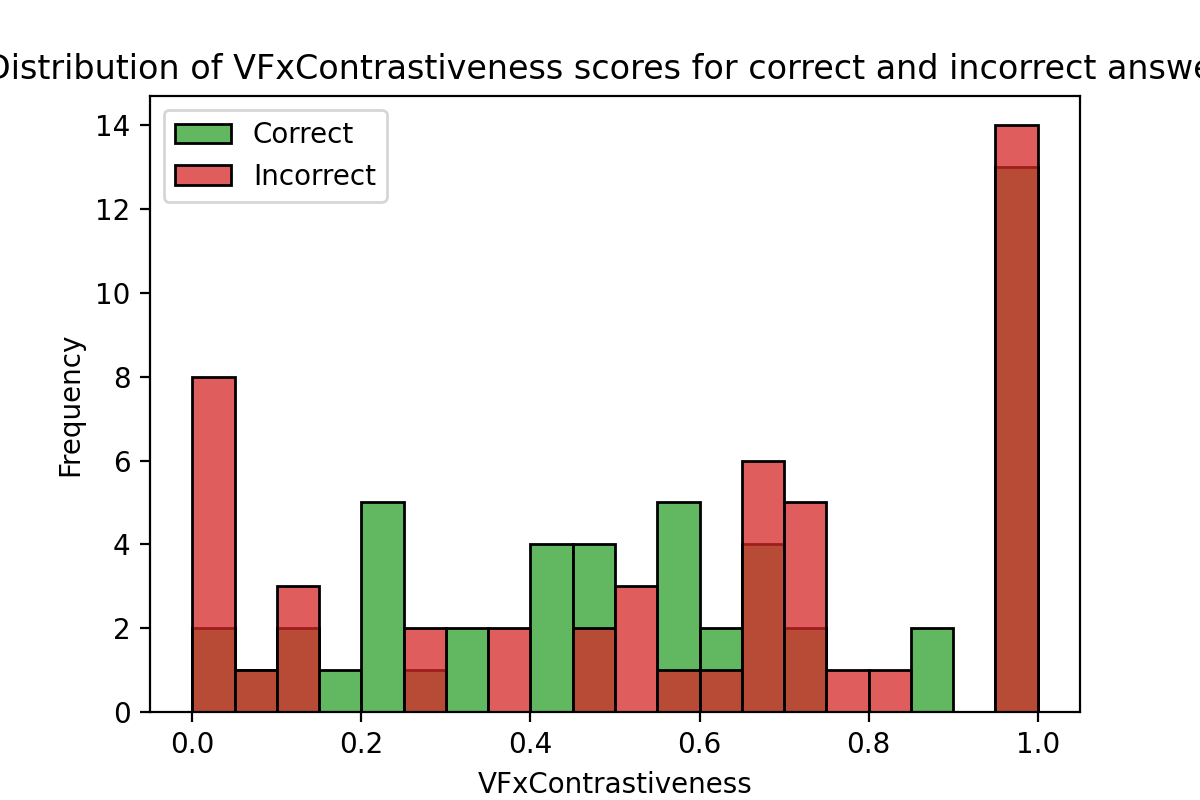 Distribution of VFxContrastiveness scores for correct and incorrect answe
Correct
Incorrect
14
12
10
8
6
4
2
0
Frequency
0.0 0.2 0.4 0.6 0.8 1.0
VFxContrastiveness